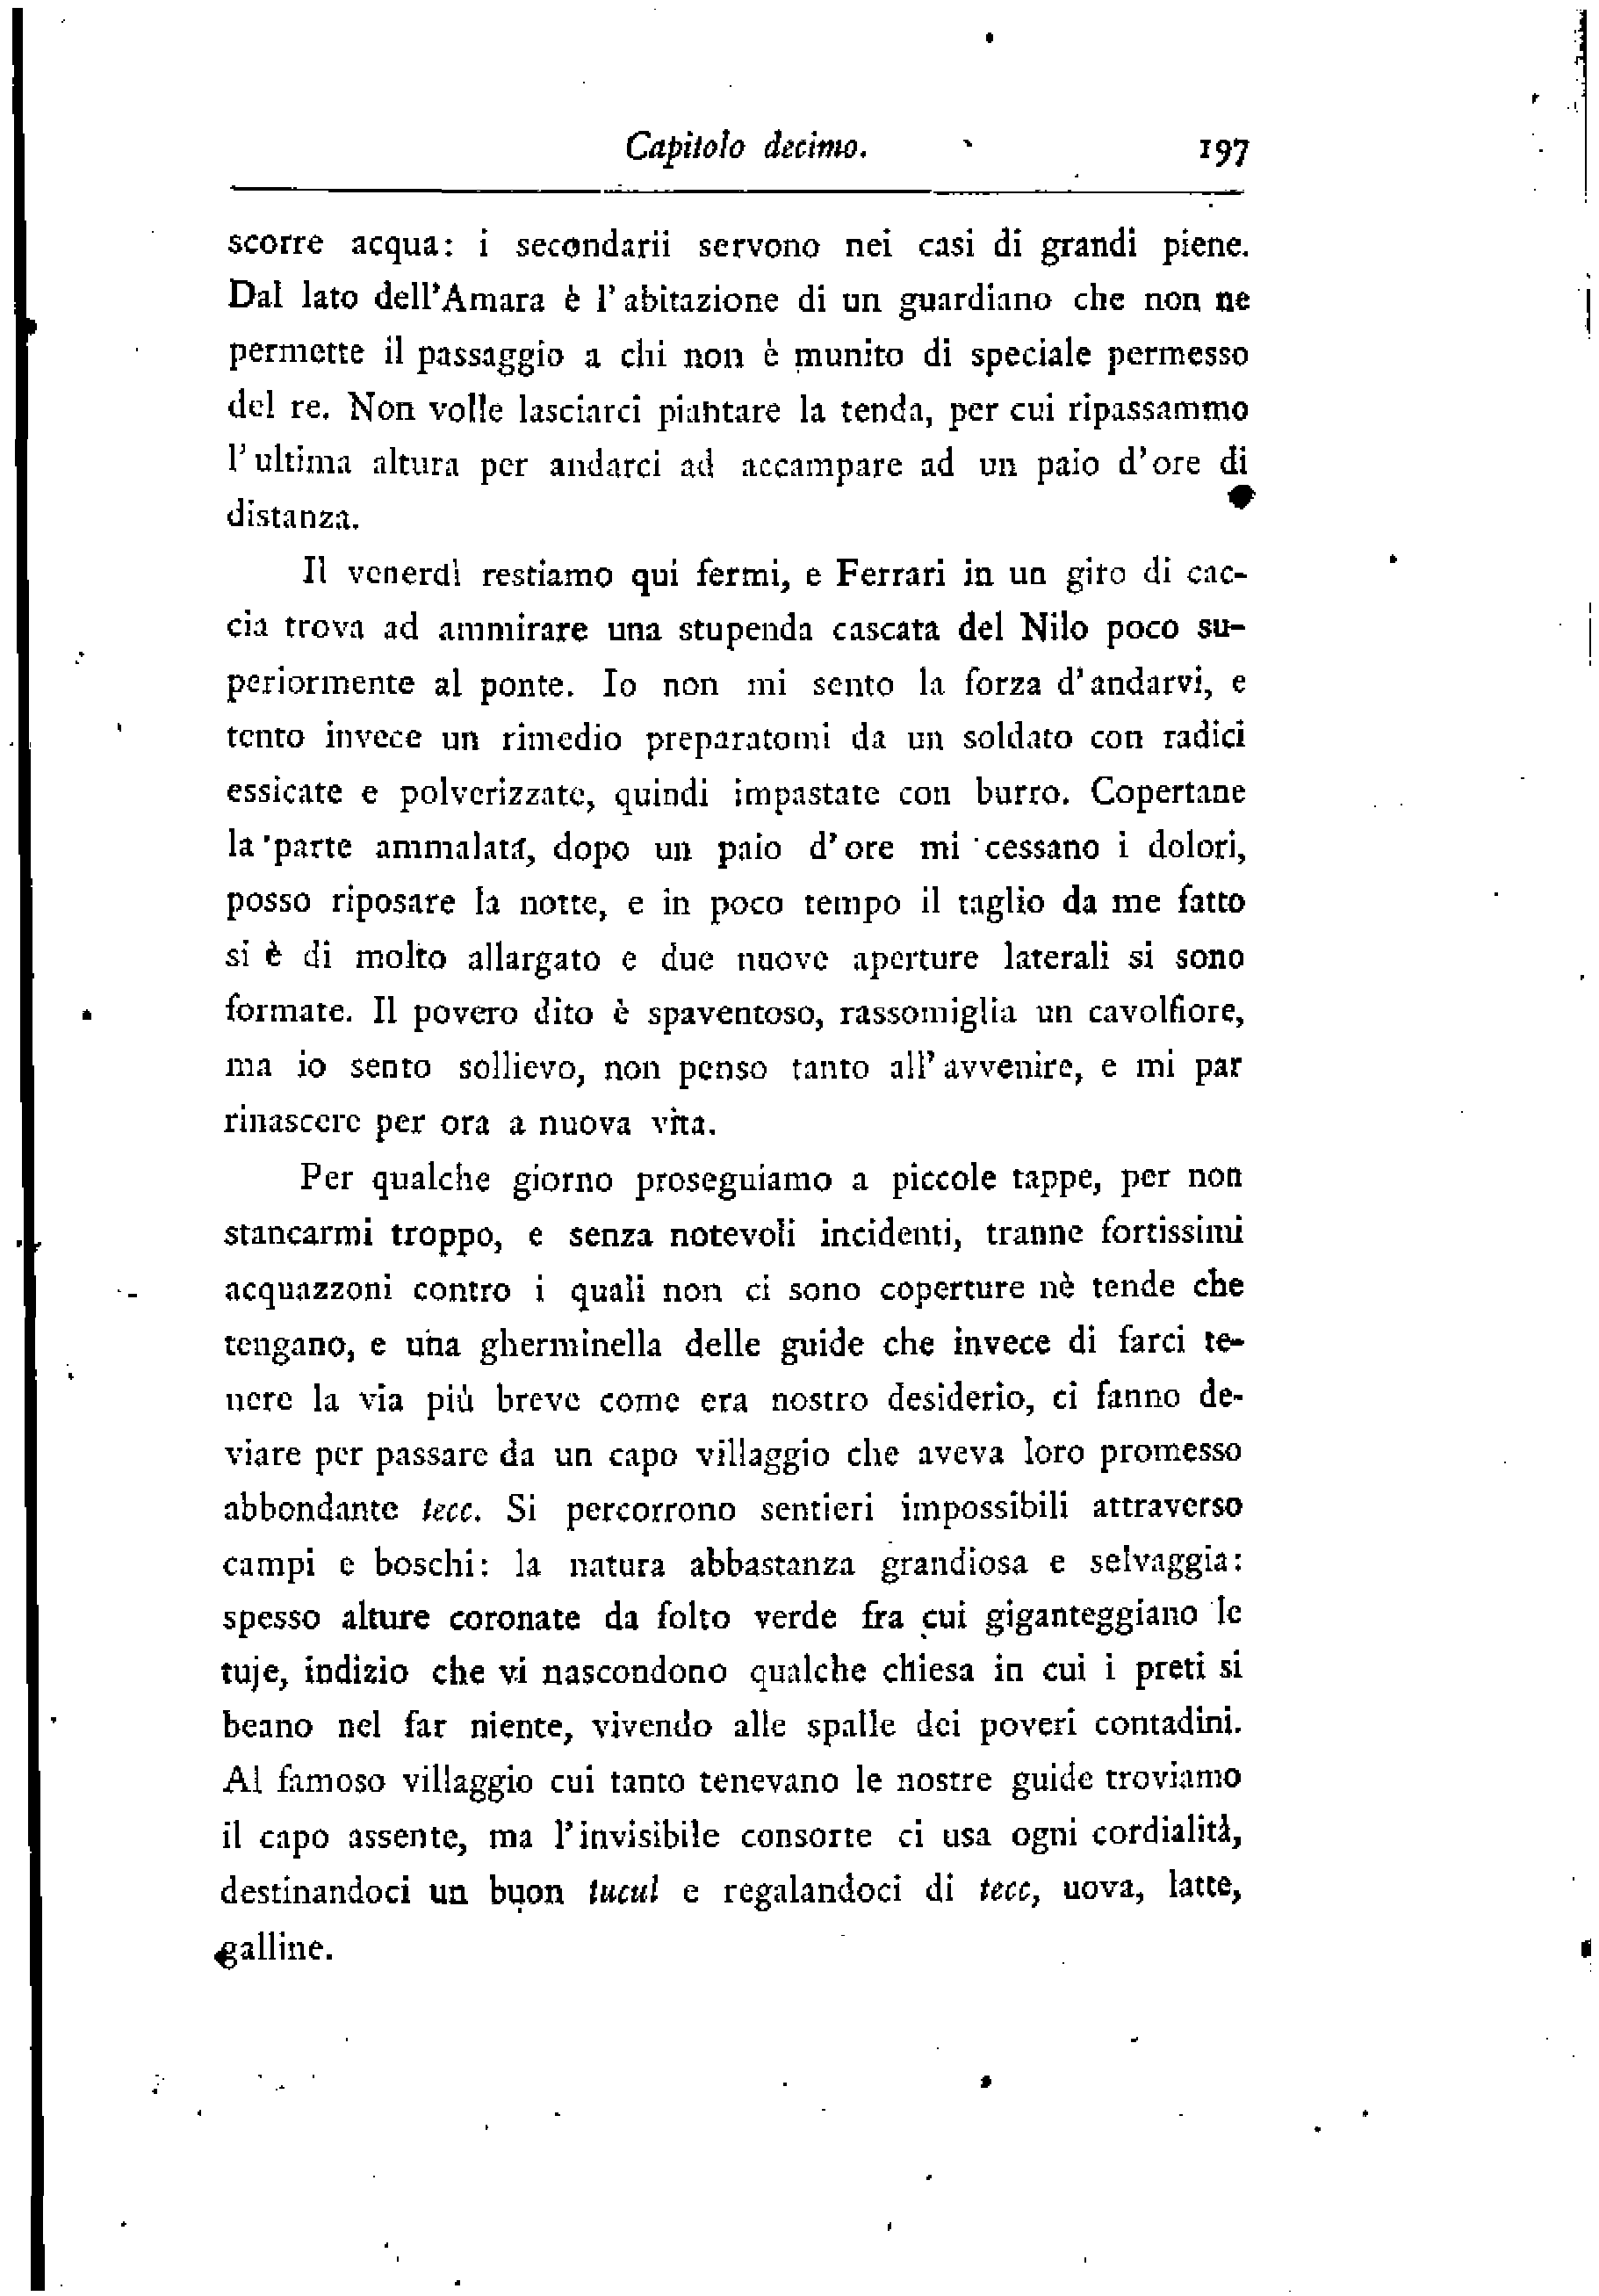 Capitolo decimo. 197
scorre acqua: i secondarii servono nei casi di grandi piene.
Dal lato dell'Amara è l'abitazione di un guardiano che non ne
permette il passaggio a chi non è munito di speciale permesso
del re. Non volle lasciarci piantare la tenda, per cui ripassammo
l'ultima altura per andarci ad accampare ad un paio d'ore di
distanza.
Il venerdì restiamo qui fermi, e Ferrari in un giro di cac-
cia trova ad ammirare una stupenda cascata del Nilo poco su-
periormente al ponte. Io non mi sento la forza d'andarvi, e
tento invece un rimedio preparatomi da un soldato con radici
essicate e polverizzate, quindi impastate con burro. Copertane
la parte ammalata, dopo un paio d'ore mi cessano i dolori,
posso riposare la notte, e in poco tempo il taglio da me fatto
si è di molto allargato e due nuove aperture laterali si sono
formate. Il povero dito è spaventoso, rassomiglia un cavolfiore,
ma io sento sollievo, non penso tanto all'avvenire, e mi par
rinascere per ora a nuova vita.
Per qualche giorno proseguiamo a piccole tappe, per non
stancarmi troppo, e senza notevoli incidenti, tranne fortissimi
acquazzoni contro i quali non ci sono coperture nè tende che
tengano, e una gherminella delle guide che invece di farci te-
nere la via più breve come era nostro desiderio, ci fanno de-
viare per passare da un capo villaggio che aveva loro promesso
abbondante tecc. Si percorrono sentieri impossibili attraverso
campi e boschi: la natura abbastanza grandiosa e selvaggia:
spesso alture coronate da folto verde fra cui giganteggiano le
tuje, indizio che vi nascondono qualche chiesa in cui i preti si
beano nel far niente, vivendo alle spalle dei poveri contadini.
Al famoso villaggio cui tanto tenevano le nostre guide troviamo
il capo assente, ma l'invisibile consorte ci usa ogni cordialità,
destinandoci un buon tucul e regalandoci di tecc, uova, latte,
galline.